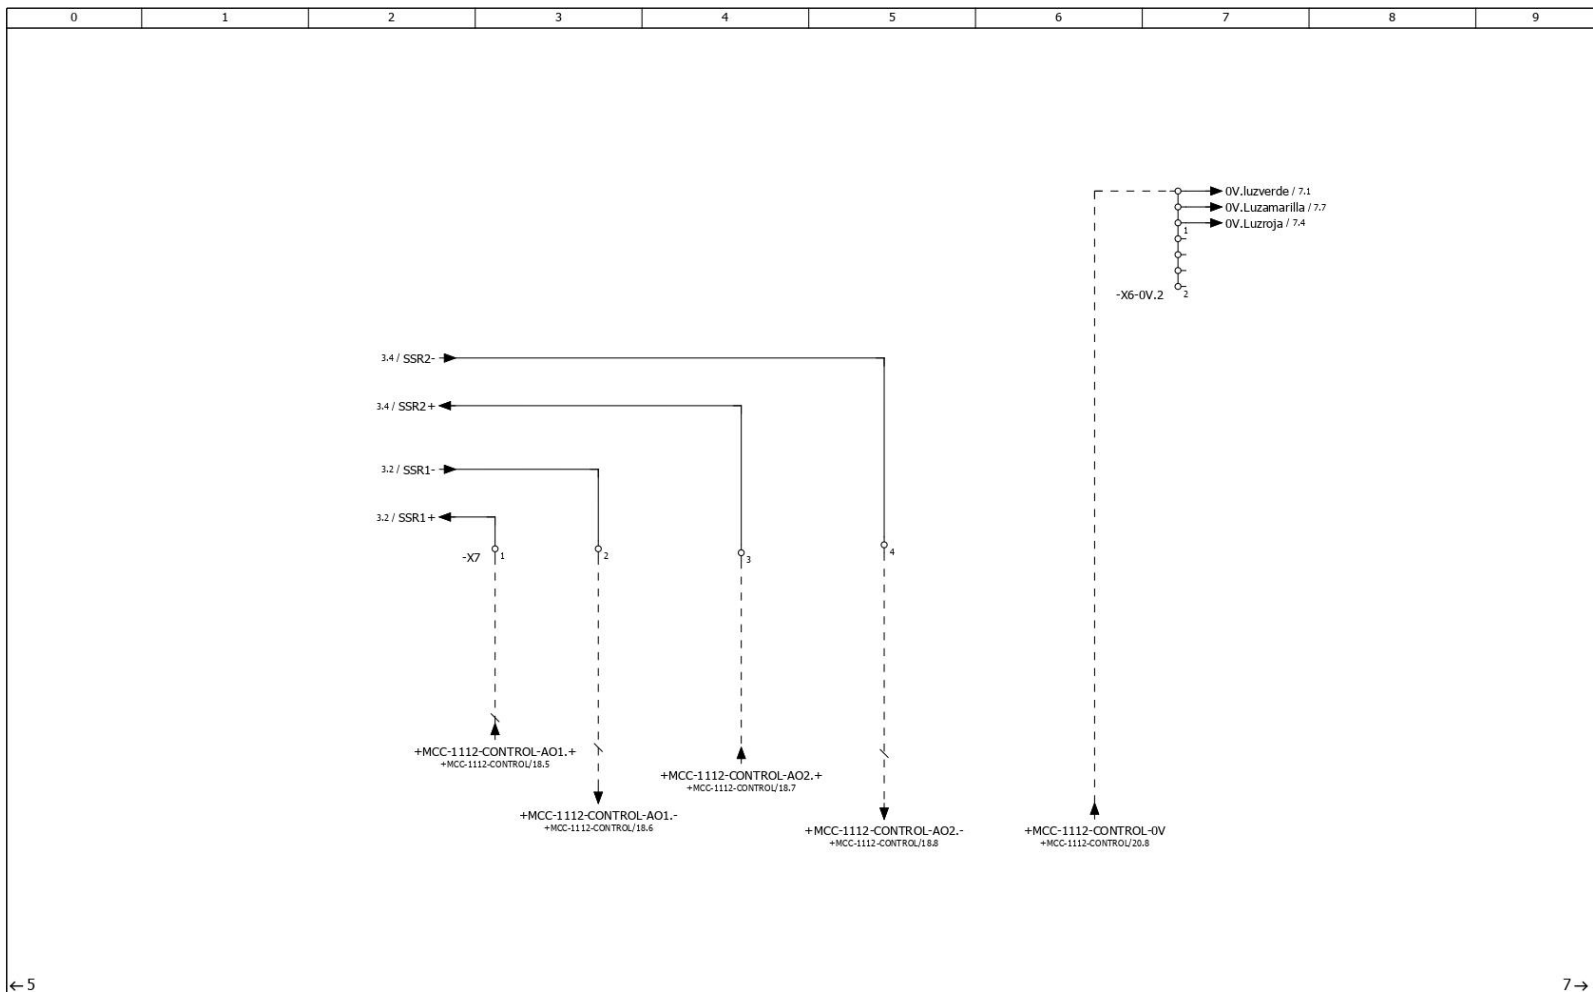 0 1 2 3 4 5 6 7 8 9
0V.luzverde / 7.1
0V.Luzamarilla / 7.7
0V.Luzroja / 7.4
1
-X6-0V.2
2
3.4 / SSR2-
3.4 / SSR2+
3.2 / SSR1-
3.2 / SSR1+
-X7 1 2 3 4
+MCC-1112-CONTROL-AO1.+
+MCC-1112-CONTROL/18.5
+MCC-1112-CONTROL-AO2.+
+MCC-1112-CONTROL/18.7
+MCC-1112-CONTROL-AO1.-
+MCC-1112-CONTROL/18.6
+MCC-1112-CONTROL-AO2.-
+MCC-1112-CONTROL/18.8
+MCC-1112-CONTROL-0V
+MCC-1112-CONTROL/20.8
←5
7→